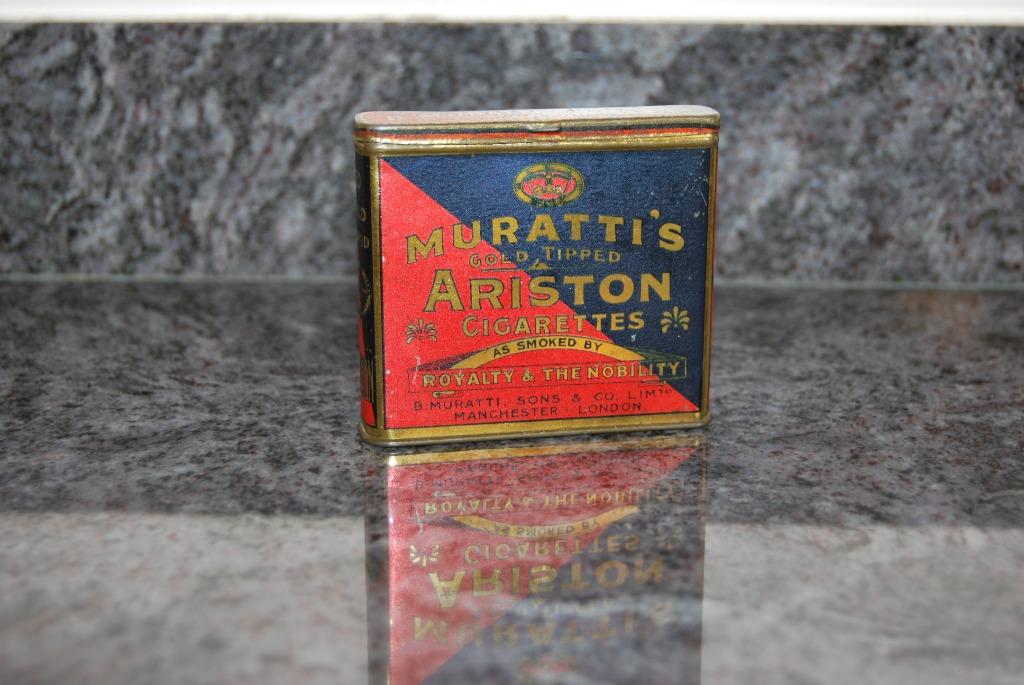 MURATTI'S
GOLD TIPPED
ARISTON
CIGARETTES
AS SMOKED BY
ROYALTY & THE NOBILITY
B. MURATTI, SONS & CO. LIMTD
MANCHESTER LONDON.